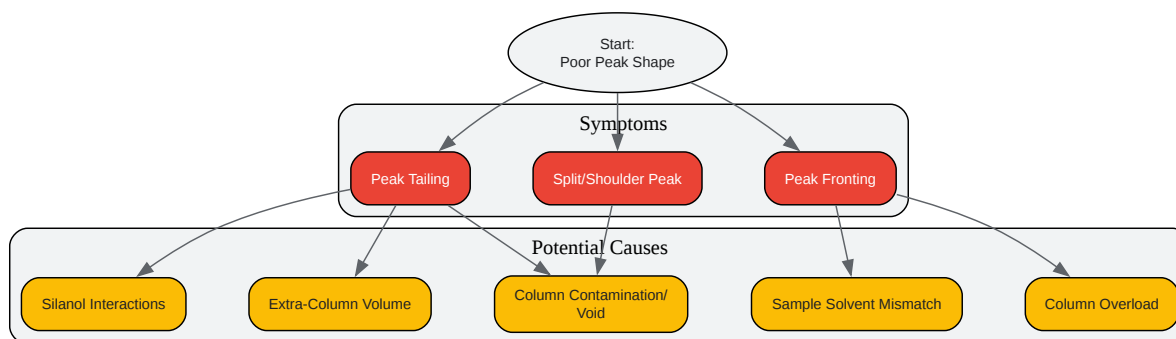 Start:
Poor Peak Shape
Symptoms
Peak Tailing
Split/Shoulder Peak
Peak Fronting
Potential Causes
Silanol Interactions
Extra-Column Volume
Column Contamination/
Void
Sample Solvent Mismatch
Column Overload